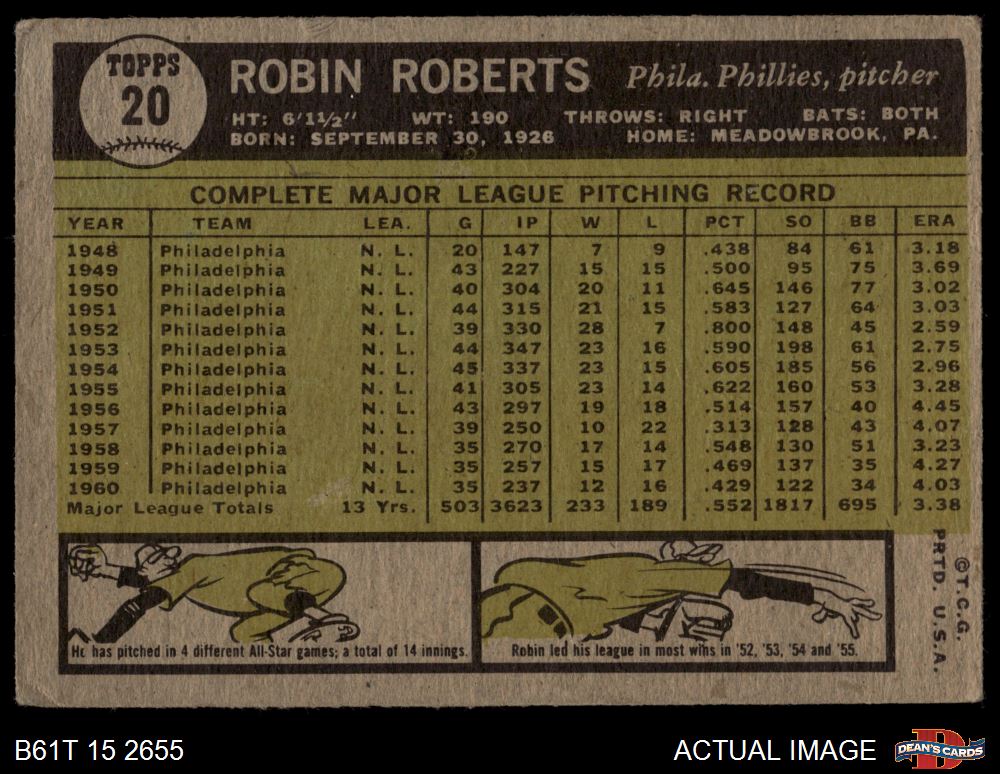 TOPPS
20
ROBIN ROBERTS Phila. Phillies, pitcher
HT: 6'11½" WT: 190 THROWS: RIGHT BATS: BOTH
BORN: SEPTEMBER 30, 1926 HOME: MEADOWBROOK, PA.
COMPLETE MAJOR LEAGUE PITCHING RECORD
YEAR TEAM LEA. G IP W L PCT SO BB ERA
1948 Philadelphia N. L. 20 147 7 9 .438 84 61 3.18
1949 Philadelphia N. L. 43 227 15 15 .500 95 75 3.69
1950 Philadelphia N. L. 40 304 20 11 .645 146 77 3.02
1951 Philadelphia N. L. 44 315 21 15 .583 127 64 3.03
1952 Philadelphia N. L. 39 330 28 7 .800 148 45 2.59
1953 Philadelphia N. L. 44 347 23 16 .590 198 61 2.75
1954 Philadelphia N. L. 45 337 23 15 .605 185 56 2.96
1955 Philadelphia N. L. 41 305 23 14 .622 160 53 3.28
1956 Philadelphia N. L. 43 297 19 18 .514 157 40 4.45
1957 Philadelphia N. L. 39 250 10 22 .313 128 43 4.07
1958 Philadelphia N. L. 35 270 17 14 .548 130 51 3.23
1959 Philadelphia N. L. 35 257 15 17 .469 137 35 4.27
1960 Philadelphia N. L. 35 237 12 16 .429 122 34 4.03
Major League Totals 13 Yrs. 503 3623 233 189 .552 1817 695 3.38
He has pitched in 4 different All-Star games; a total of 14 innings.
Robin led his league in most wins in '52, '53, '54 and '55.
©T.C.G.
PRTD. U.S.A.
B61T 15 2655
ACTUAL IMAGE
DEAN'S CARDS